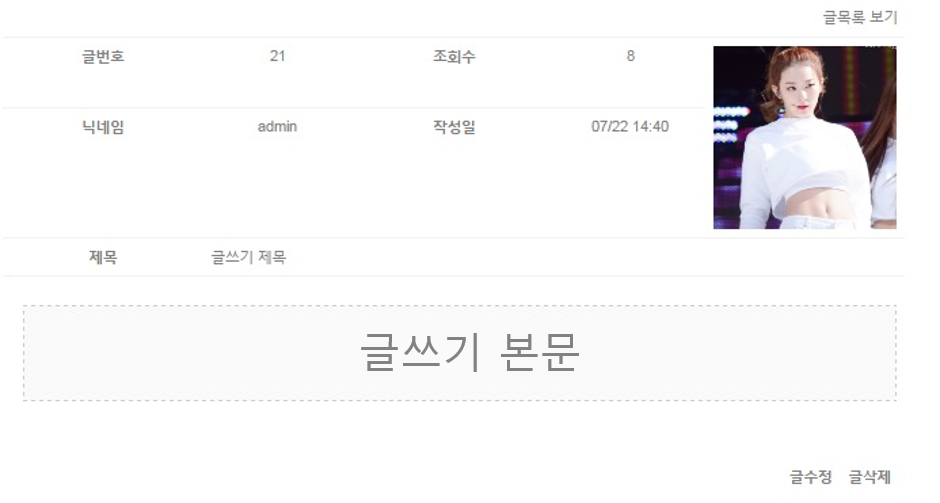 글목록 보기
글번호 21 조회수 8
닉네임 admin 작성일 07/22 14:40
제목 글쓰기 제목
글쓰기 본문
글수정 글삭제